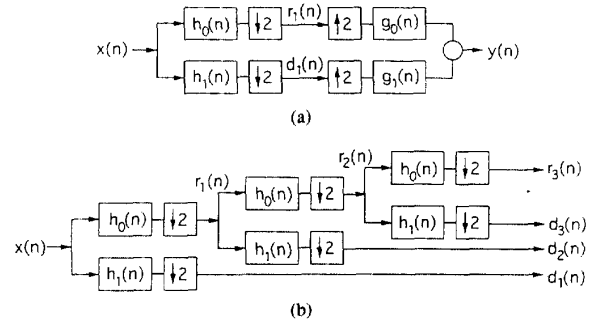 x(n) h₀(n) ↓2 r₁(n) ↑2 g₀(n) y(n)
h₁(n) ↓2 d₁(n) ↑2 g₁(n)
(a)
r₂(n) h₀(n) ↓2 r₃(n)
r₁(n) h₀(n) ↓2 h₁(n) ↓2 d₃(n)
x(n) h₀(n) ↓2 h₁(n) ↓2 d₂(n)
h₁(n) ↓2 d₁(n)
(b)